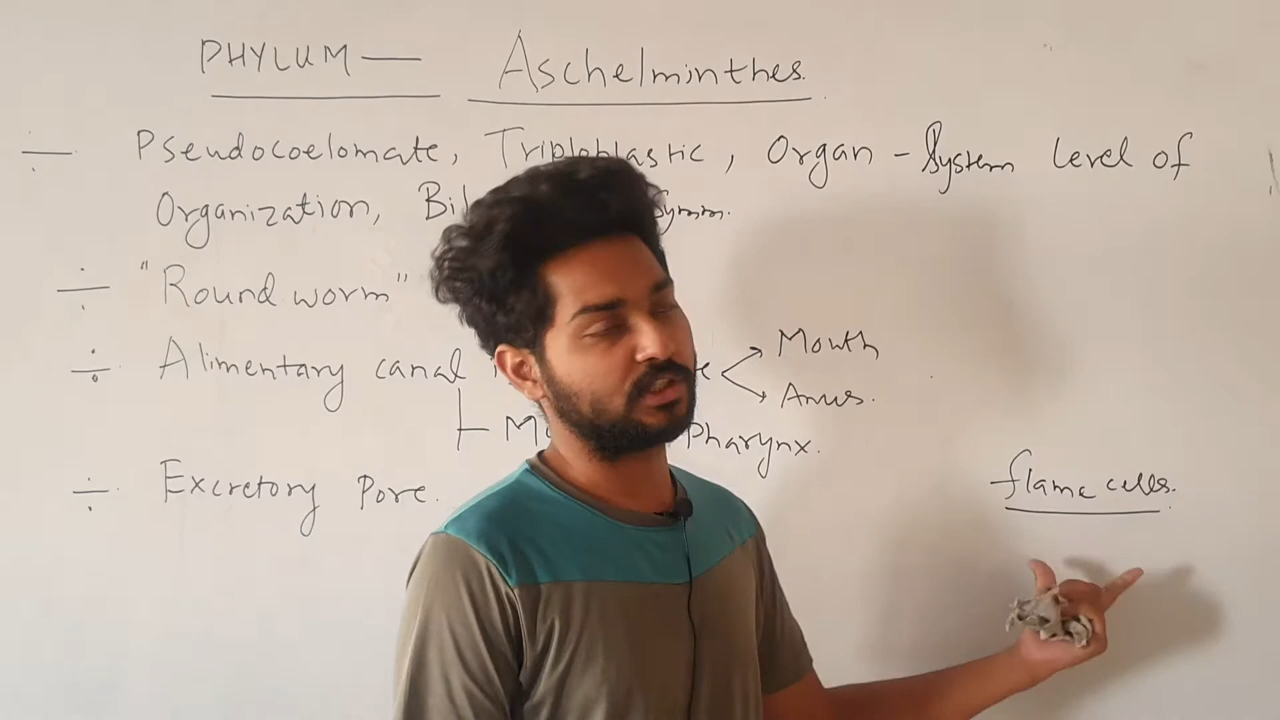 PHYLUM — Aschelminthes.
Pseudocoelomate, Triploblastic, Organ - System level of
Organization, Symm.
"Round worm"
Alimentary canal
Mouth
Anus.
Pharynx.
Excretory Pore.
flame cells.